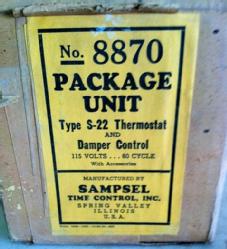 No. 8870
PACKAGE
UNIT
Type S-22 Thermostat
AND
Damper Control
115 VOLTS . . . 60 CYCLE
With Accessories
MANUFACTURED BY
SAMPSEL
TIME CONTROL, INC.
SPRING VALLEY
ILLINOIS
U.S.A.